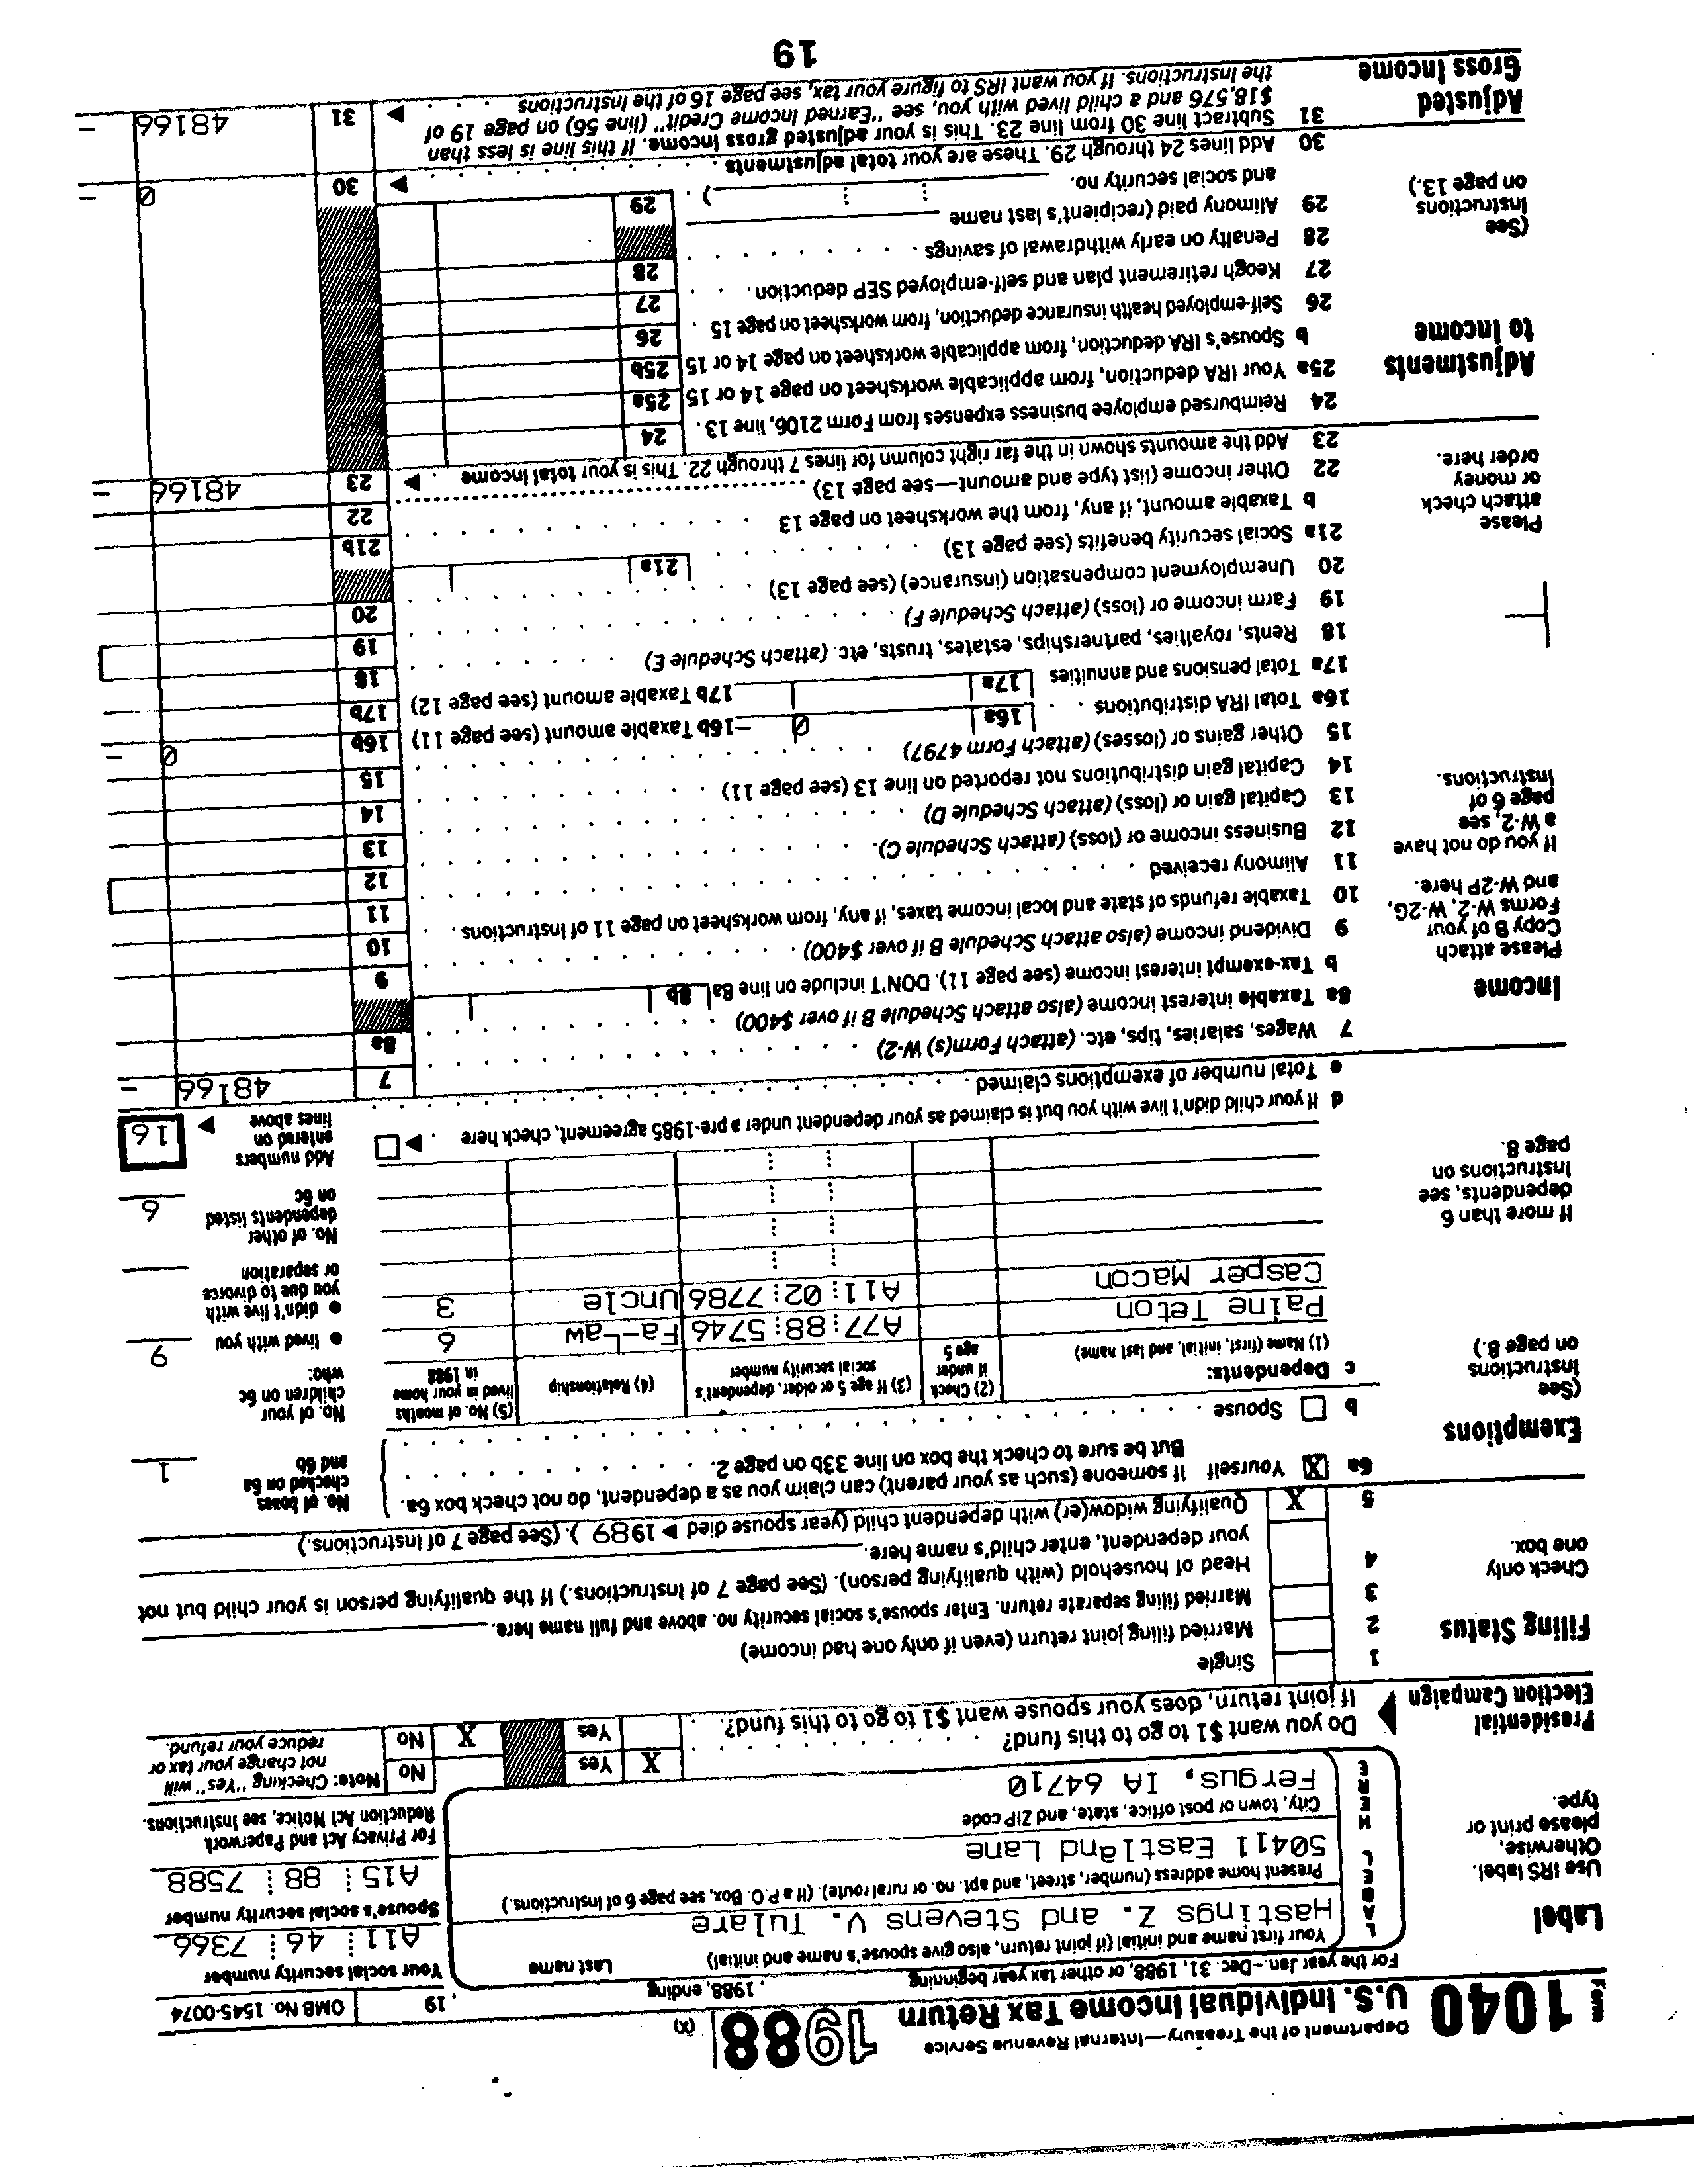 Form 1040 Department of the Treasury—Internal Revenue Service
U.S. Individual Income Tax Return 1988 (X)
For the year Jan.–Dec. 31, 1988, or other tax year beginning , 1988, ending , 19 OMB No. 1545-0074
Label
Use IRS label.
Otherwise,
please print or
type.
LABEL HERE
Your first name and initial (if joint return, also give spouse's name and initial) Last name
Hastings Z. and Stevens V. Tulare
Your social security number
A11 46 7366
Present home address (number, street, and apt. no. or rural route). (If a P.O. Box, see page 6 of Instructions.)
50411 Eastland Lane
Spouse's social security number
A15 88 7588
City, town or post office, state, and ZIP code
Fergus, IA 64710
For Privacy Act and Paperwork
Reduction Act Notice, see Instructions.
Presidential
Election Campaign
Do you want $1 to go to this fund? X Yes No
If joint return, does your spouse want $1 to go to this fund? Yes X No
Note: Checking "Yes" will
not change your tax or
reduce your refund.
Filing Status
Check only
one box.
1 Single
2 Married filing joint return (even if only one had income)
3 Married filing separate return. Enter spouse's social security no. above and full name here.
4 Head of household (with qualifying person). (See page 7 of Instructions.) If the qualifying person is your child but not
your dependent, enter child's name here.
5 X Qualifying widow(er) with dependent child (year spouse died ▶ 1989 ). (See page 7 of Instructions.)
Exemptions
(See
Instructions
on page 8.)
6a X Yourself If someone (such as your parent) can claim you as a dependent, do not check box 6a.
But be sure to check the box on line 33b on page 2.
b Spouse
No. of boxes
checked on 6a
and 6b
1
c Dependents:
(1) Name (first, initial, and last name)
(2) Check
if under
age 5
(3) If age 5 or older, dependent's
social security number
(4) Relationship
(5) No. of months
lived in your home
in 1988
Paine Teton A77 88 5746 Fa-Law 6
Casper Macon A11 02 7786 Uncle 3
If more than 6
dependents, see
Instructions on
page 8.
No. of your
children on 6c
who:
● lived with you 9
● didn't live with
you due to divorce
or separation
No. of other
dependents listed
on 6c
6
d If your child didn't live with you but is claimed as your dependent under a pre-1985 agreement, check here ▶
e Total number of exemptions claimed
Add numbers
entered on
lines above ▶
16
Income
Please attach
Copy B of your
Forms W-2, W-2G,
and W-2P here.
If you do not have
a W-2, see
page 6 of
Instructions.
Please
attach check
or money
order here.
7 Wages, salaries, tips, etc. (attach Form(s) W-2) 7 48166 –
8a Taxable interest income (also attach Schedule B if over $400) 8a
b Tax-exempt interest income (see page 11). DON'T include on line 8a 8b
9 Dividend income (also attach Schedule B if over $400) 9
10 Taxable refunds of state and local income taxes, if any, from worksheet on page 11 of Instructions 10
11 Alimony received 11
12 Business income or (loss) (attach Schedule C) 12
13 Capital gain or (loss) (attach Schedule D) 13
14 Capital gain distributions not reported on line 13 (see page 11) 14
15 Other gains or (losses) (attach Form 4797) 15
16a Total IRA distributions 16a 0 – 16b Taxable amount (see page 11) 16b 0 –
17a Total pensions and annuities 17a 17b Taxable amount (see page 12) 17b
18 Rents, royalties, partnerships, estates, trusts, etc. (attach Schedule E) 18
19 Farm income or (loss) (attach Schedule F) 19
20 Unemployment compensation (insurance) (see page 13) 20
21a Social security benefits (see page 13) 21a
b Taxable amount, if any, from the worksheet on page 13 21b
22 Other income (list type and amount—see page 13) 22
23 Add the amounts shown in the far right column for lines 7 through 22. This is your total income ▶ 23 48166 –
Adjustments
to Income
(See
Instructions
on page 13.)
24 Reimbursed employee business expenses from Form 2106, line 13 24
25a Your IRA deduction, from applicable worksheet on page 14 or 15 25a
b Spouse's IRA deduction, from applicable worksheet on page 14 or 15 25b
26 Self-employed health insurance deduction, from worksheet on page 15 26
27 Keogh retirement plan and self-employed SEP deduction 27
28 Penalty on early withdrawal of savings 28
29 Alimony paid (recipient's last name
and social security no. ) 29
30 Add lines 24 through 29. These are your total adjustments ▶ 30 0 –
Adjusted
Gross Income
31 Subtract line 30 from line 23. This is your adjusted gross income. If this line is less than
$18,576 and a child lived with you, see "Earned Income Credit" (line 56) on page 19 of
the Instructions. If you want IRS to figure your tax, see page 16 of the Instructions ▶ 31 48166 –
19